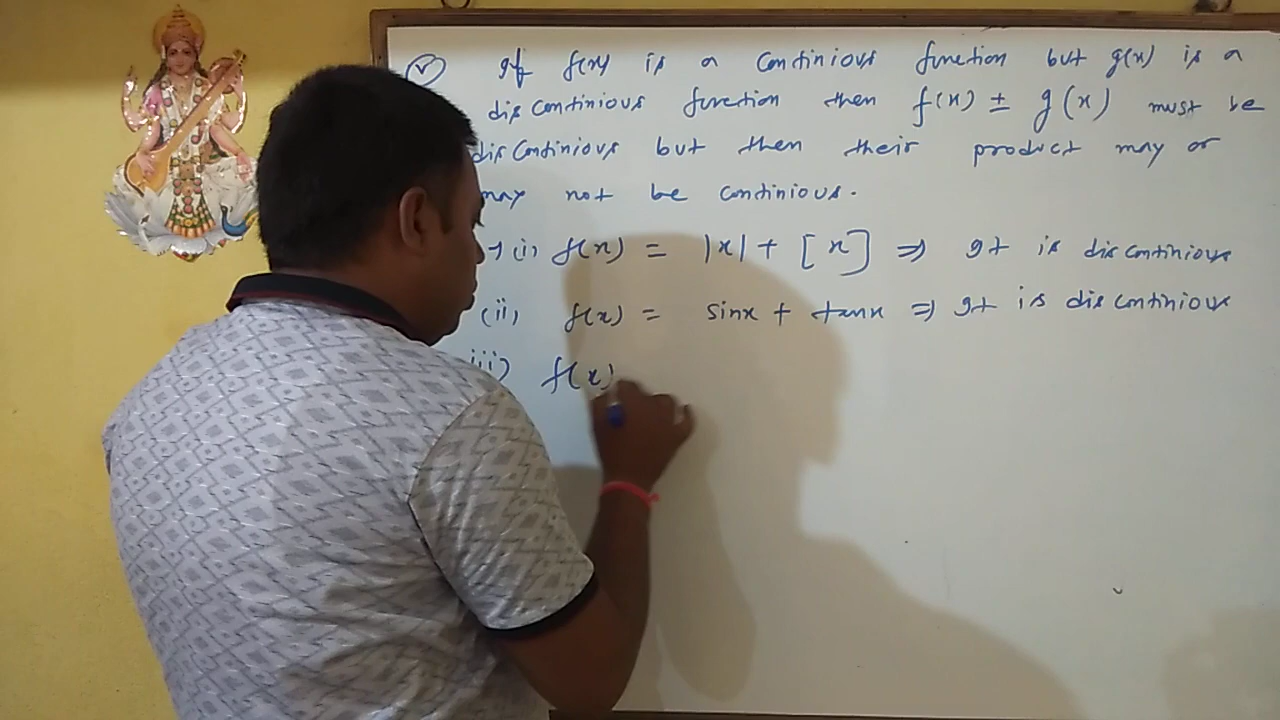 (v) If f(x) is a continious function but g(x) is a
discontinious function then f(x) ± g(x) must be
discontinious but then their product may or
may not be continious.
(i) f(x) = |x| + [x] ⇒ It is discontinious
(ii) f(x) = sinx + tanx ⇒ It is discontinious
iii) f(x)